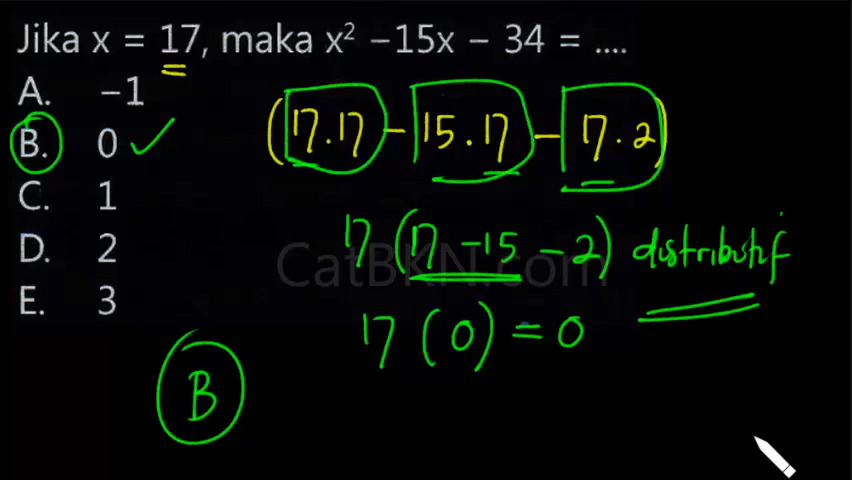 Jika x = 17, maka x² −15x − 34 = ....
A. −1
B. 0 ✓
C. 1
D. 2
E. 3
(17.17 − 15.17 − 17.2)
17 (17 −15 − 2) distributif
CatBKN.com
17 (0) = 0
B